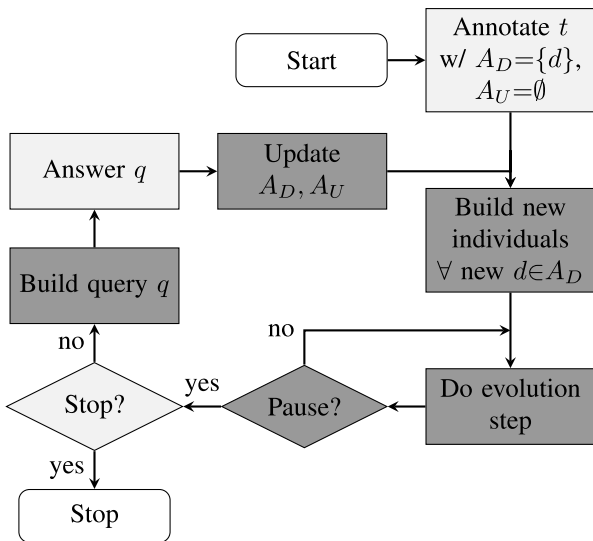 Start
Annotate t
w/ A_D={d},
A_U=∅
Answer q
Update
A_D, A_U
Build new
individuals
∀ new d∈A_D
Build query q
no
no
Stop?
yes
Pause?
Do evolution
step
yes
Stop